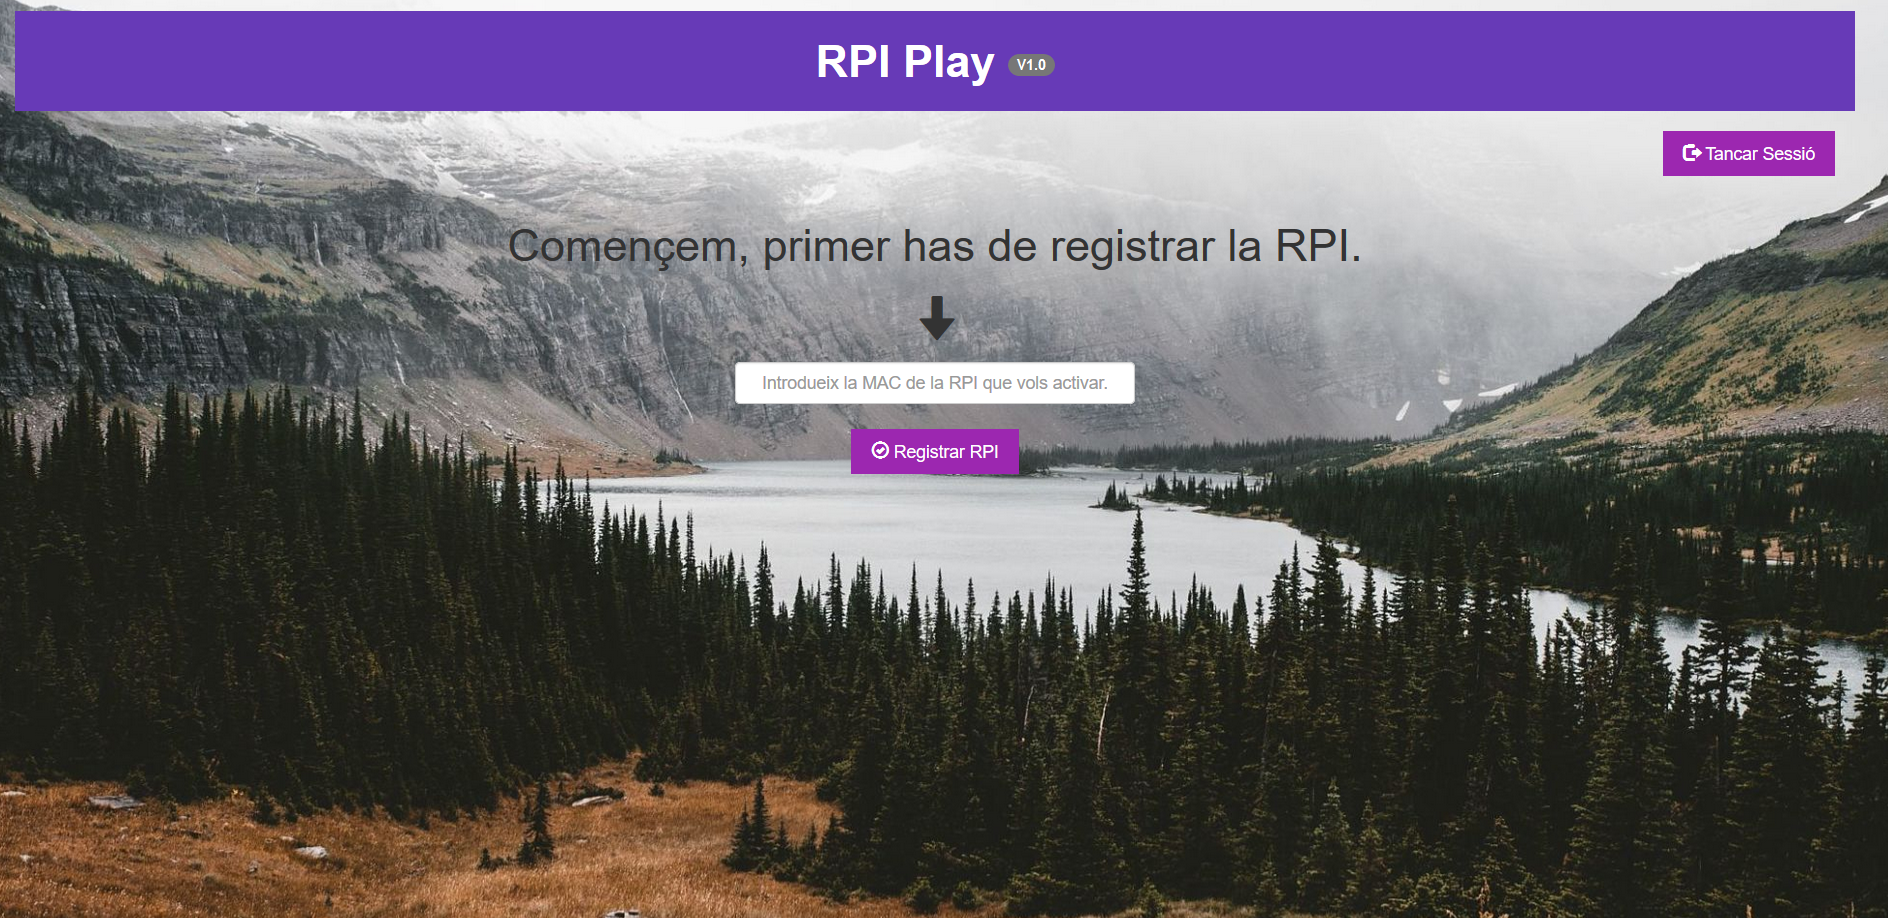 RPI Play V1.0
Tancar Sessió
Començem, primer has de registrar la RPI.
Introdueix la MAC de la RPI que vols activar.
Registrar RPI